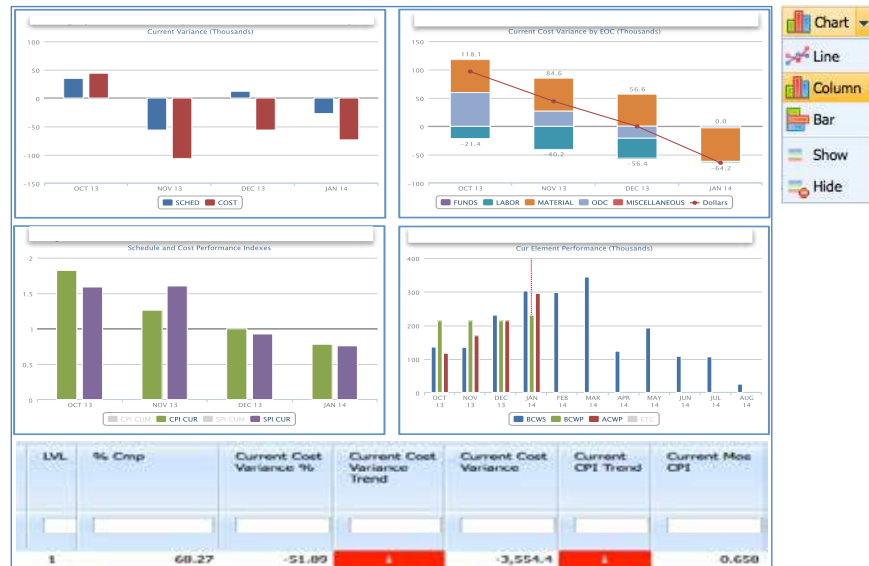 Current Variance (Thousands)
100
50
0
-50
-100
-150
OCT 13 NOV 13 DEC 13 JAN 14
SCHED COST
Current Cost Variance by EOC (Thousands)
150
100
50
0
-50
-100
118.1 84.6 56.6 0.0
-21.4 -40.2 -56.4 -64.2
OCT 13 NOV 13 DEC 13 JAN 14
FUNDS LABOR MATERIAL ODC MISCELLANEOUS Dollars
Chart
Line
Column
Bar
Show
Hide
Schedule and Cost Performance Indexes
2
1.5
1
0.5
0
OCT 13 NOV 13 DEC 13 JAN 14
CPI CUM CPI CUR SPI CUM SPI CUR
Cur Element Performance (Thousands)
400
300
200
100
0
OCT NOV DEC JAN FEB MAR APR MAY JUN JUL AUG
13 13 13 14 14 14 14 14 14 14 14
BCWS BCWP ACWP ETC
LVL % Cmp Current Cost Current Cost Current Cost Current Current Mos
Variance % Variance Variance CPI Trend CPI
Trend
1 68.27 -51.89 -3,554.4 0.658